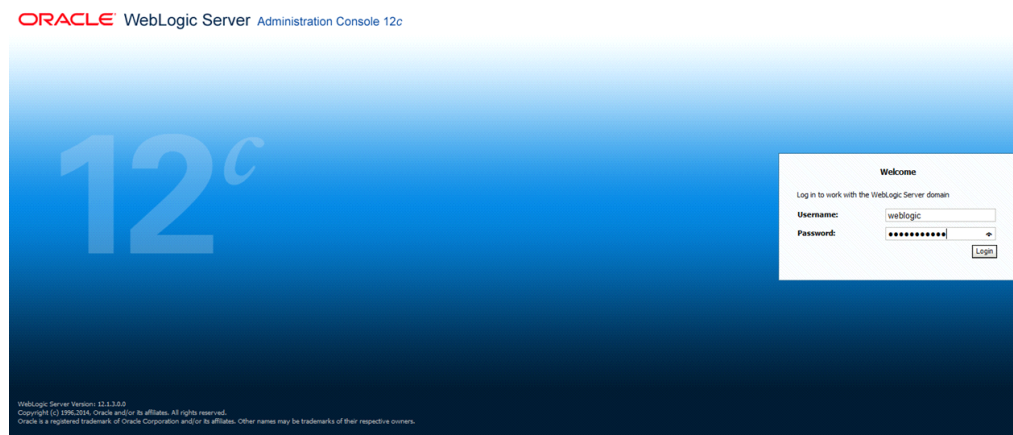 ORACLE WebLogic Server Administration Console 12c
12c
Welcome
Log in to work with the WebLogic Server domain
Username: weblogic
Password: •••••••••••
Login
WebLogic Server Version: 12.1.3.0.0
Copyright (c) 1996,2014, Oracle and/or its affiliates. All rights reserved.
Oracle is a registered trademark of Oracle Corporation and/or its affiliates. Other names may be trademarks of their respective owners.